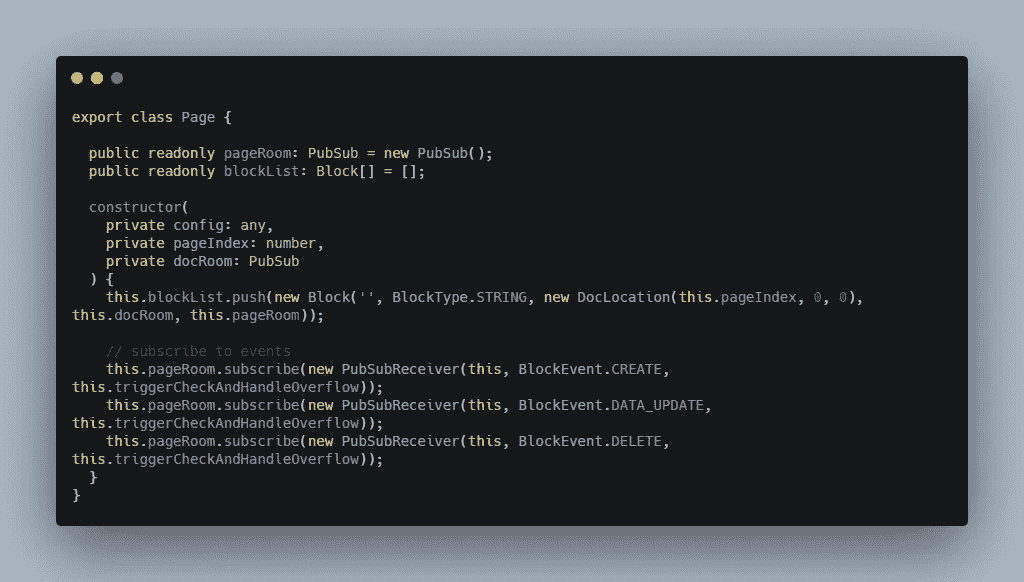 export class Page {
public readonly pageRoom: PubSub = new PubSub();
public readonly blockList: Block[] = [];
constructor(
private config: any,
private pageIndex: number,
private docRoom: PubSub
) {
this.blockList.push(new Block('', BlockType.STRING, new DocLocation(this.pageIndex, 0, 0),
this.docRoom, this.pageRoom));
// subscribe to events
this.pageRoom.subscribe(new PubSubReceiver(this, BlockEvent.CREATE,
this.triggerCheckAndHandleOverflow));
this.pageRoom.subscribe(new PubSubReceiver(this, BlockEvent.DATA_UPDATE,
this.triggerCheckAndHandleOverflow));
this.pageRoom.subscribe(new PubSubReceiver(this, BlockEvent.DELETE,
this.triggerCheckAndHandleOverflow));
}
}